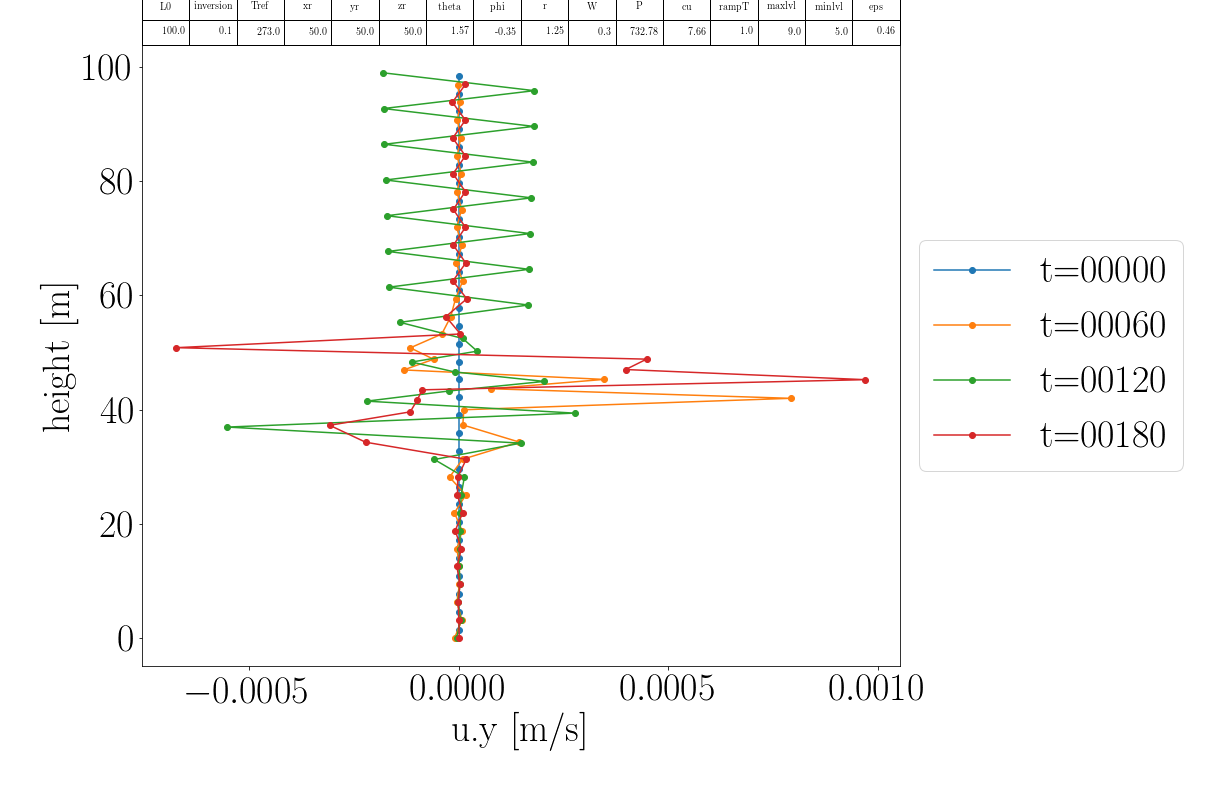 L0 inversion Tref xr yr zr theta phi r W P cu rampT maxlvl minlvl eps
100.0 0.1 273.0 50.0 50.0 50.0 1.57 -0.35 1.25 0.3 732.78 7.66 1.0 9.0 5.0 0.46
100
80
60
40
20
0
height [m]
−0.0005 0.0000 0.0005 0.0010
u.y [m/s]
t=00000
t=00060
t=00120
t=00180